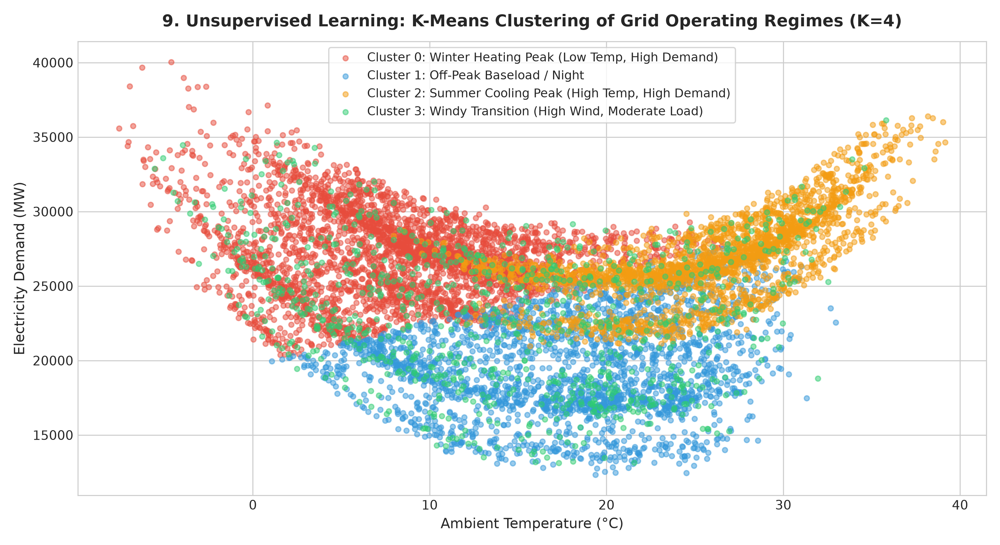 9. Unsupervised Learning: K-Means Clustering of Grid Operating Regimes (K=4)
Cluster 0: Winter Heating Peak (Low Temp, High Demand)
Cluster 1: Off-Peak Baseload / Night
Cluster 2: Summer Cooling Peak (High Temp, High Demand)
Cluster 3: Windy Transition (High Wind, Moderate Load)
Electricity Demand (MW)
40000
35000
30000
25000
20000
15000
0 10 20 30 40
Ambient Temperature (°C)